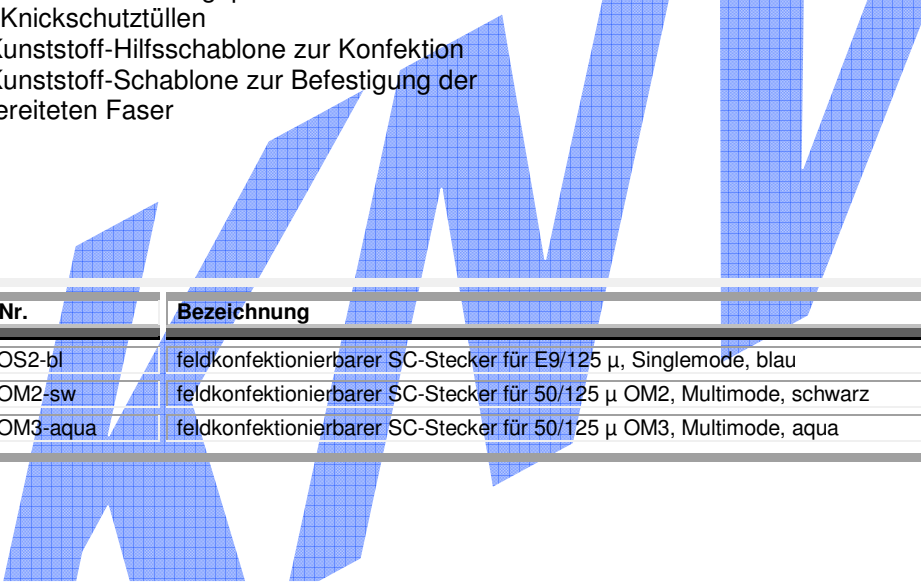 Knickschutztüllen
Kunststoff-Hilfsschablone zur Konfektion
Kunststoff-Schablone zur Befestigung der
ereiteten Faser
Nr. Bezeichnung
OS2-bl feldkonfektionierbarer SC-Stecker für E9/125 µ, Singlemode, blau
OM2-sw feldkonfektionierbarer SC-Stecker für 50/125 µ OM2, Multimode, schwarz
OM3-aqua feldkonfektionierbarer SC-Stecker für 50/125 µ OM3, Multimode, aqua